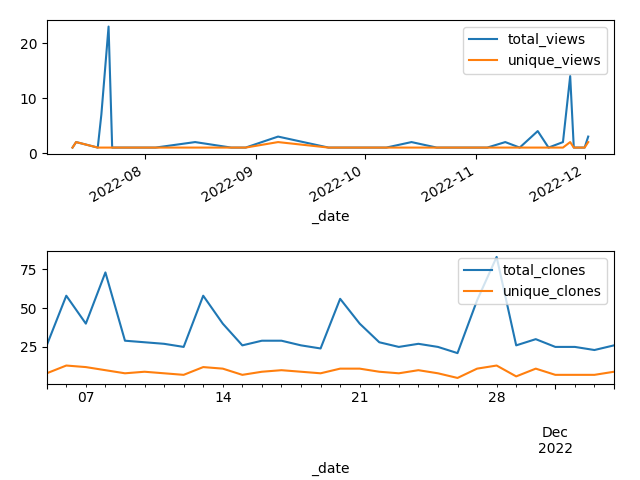 20
10
0
total_views
unique_views
2022-08
2022-09
2022-10
2022-11
2022-12
_date
75
50
25
total_clones
unique_clones
07
14
21
28
Dec
2022
_date